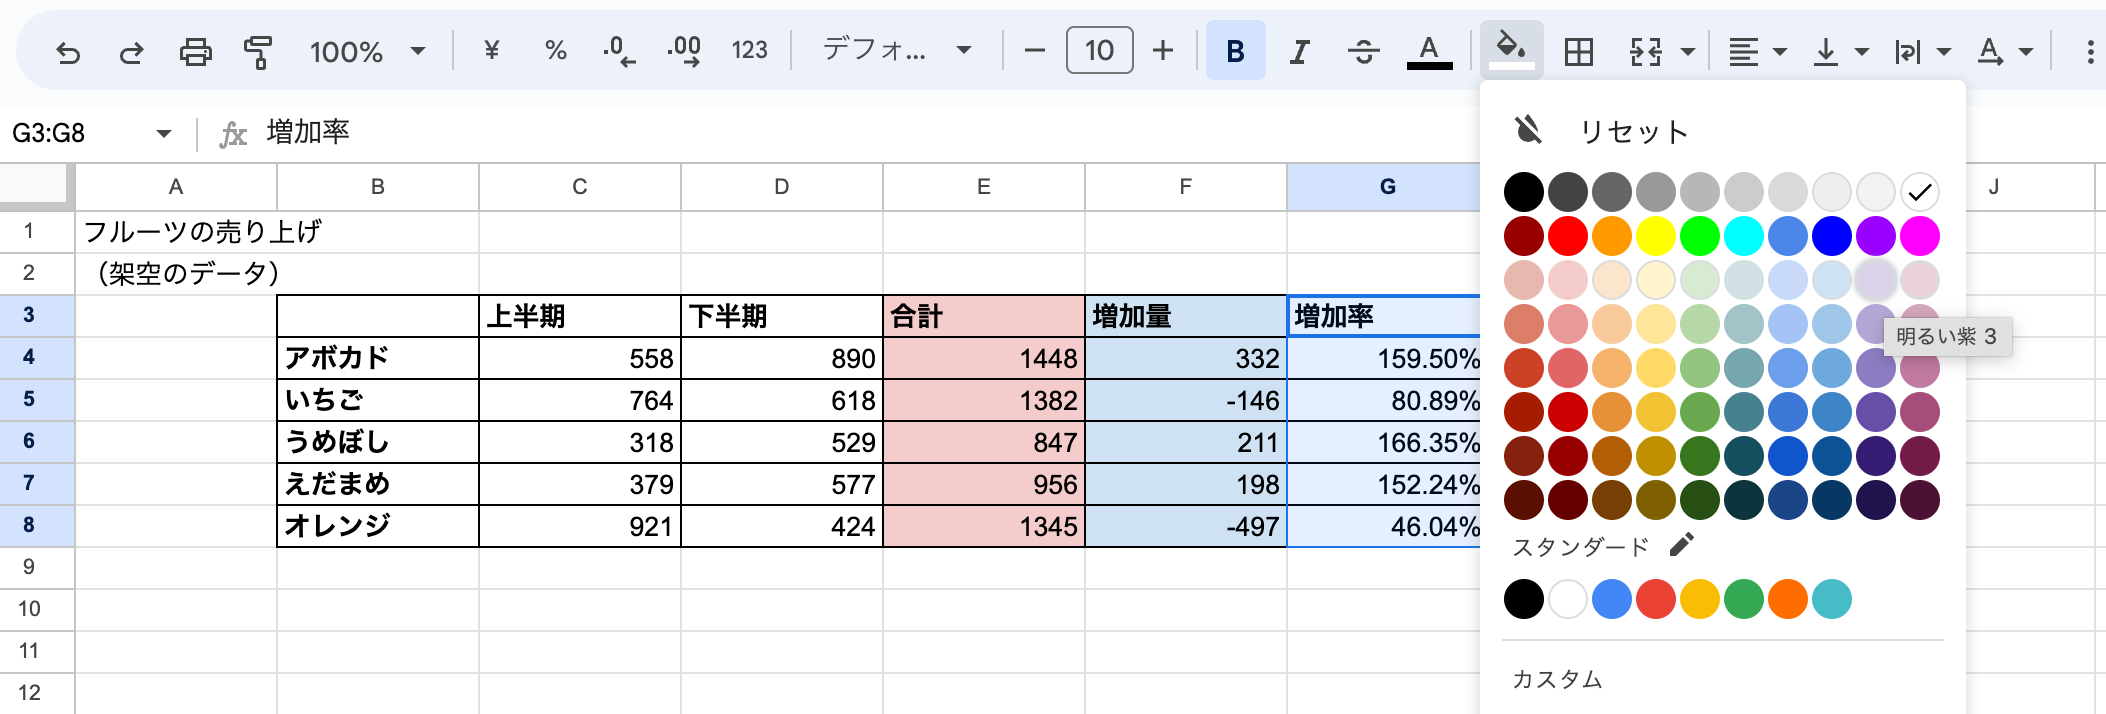 100% ¥ % .0 .00 123 デフォ... 10 B I A A
G3:G8 fx 増加率
リセット
A B C D E F G J
1 フルーツの売り上げ
2 （架空のデータ）
3 上半期 下半期 合計 増加量 増加率
4 アボカド 558 890 1448 332 159.50%
明るい紫 3
5 いちご 764 618 1382 -146 80.89%
6 うめぼし 318 529 847 211 166.35%
7 えだまめ 379 577 956 198 152.24%
8 オレンジ 921 424 1345 -497 46.04%
スタンダード
9
10
11
12
カスタム